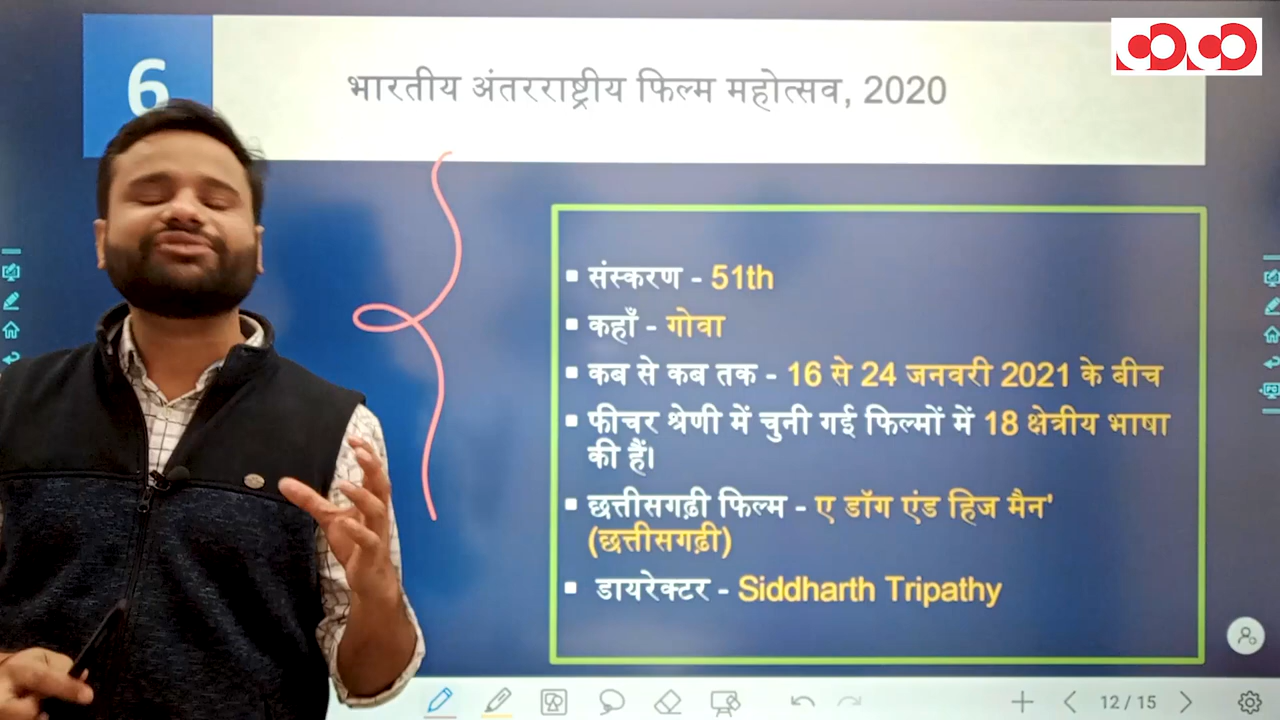 6
भारतीय अंतरराष्ट्रीय फिल्म महोत्सव, 2020
▪ संस्करण - 51th
▪ कहाँ - गोवा
▪ कब से कब तक - 16 से 24 जनवरी 2021 के बीच
▪ फीचर श्रेणी में चुनी गई फिल्मों में 18 क्षेत्रीय भाषा
की हैं।
▪ छत्तीसगढ़ी फिल्म - ए डॉग एंड हिज मैन'
(छत्तीसगढ़ी)
▪ डायरेक्टर - Siddharth Tripathy
12 / 15